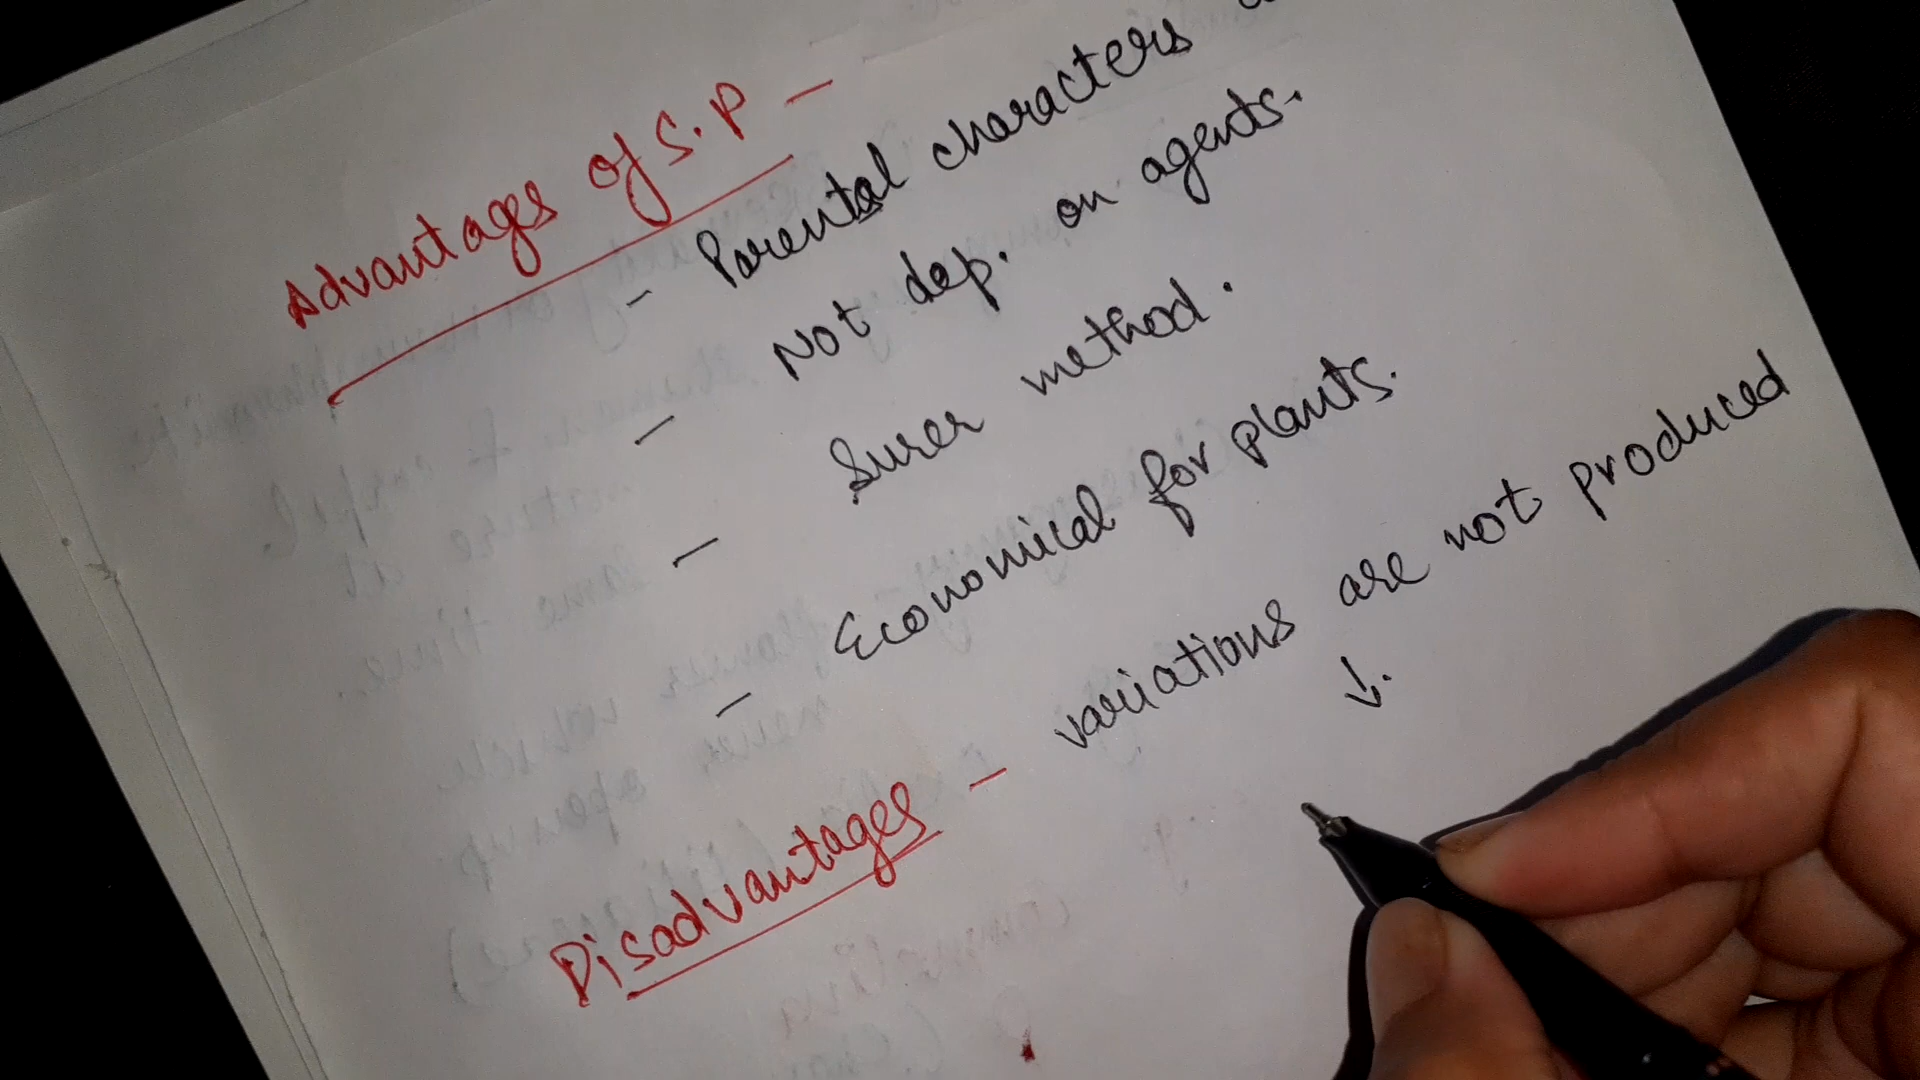 Advantages of S.P -
- Parental characters
- Not dep. on agents.
- Surer method.
- Economical for plants.
Disadvantages - variations are not produced
↓.